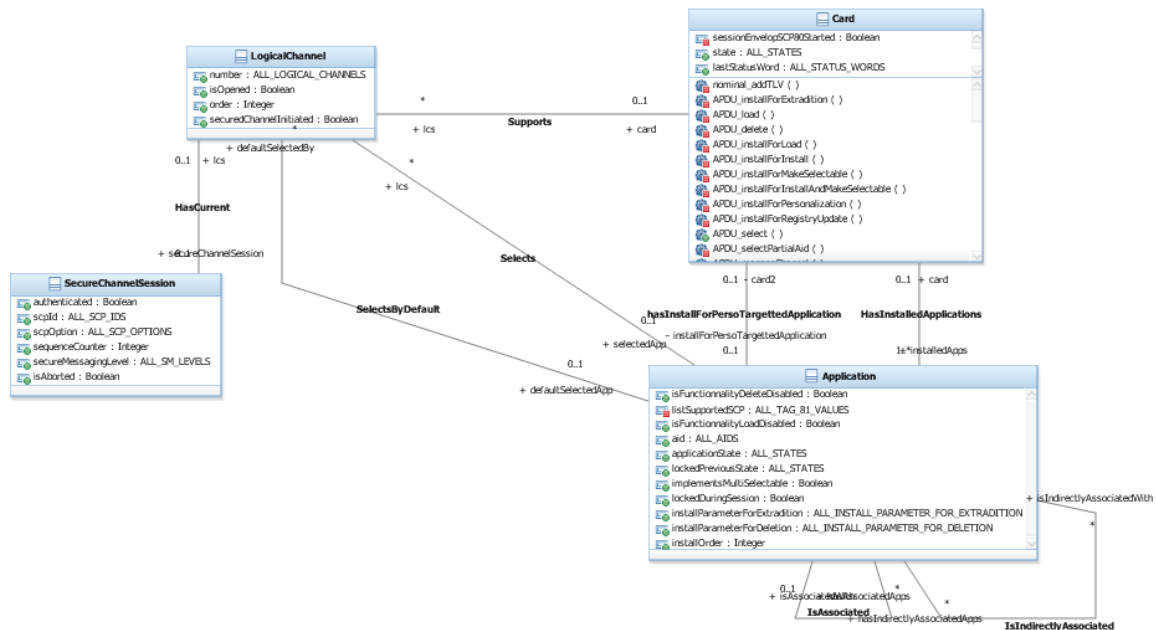 Card
sessionEnvelopSCP80Started : Boolean
state : ALL_STATES
lastStatusWord : ALL_STATUS_WORDS
nominal_addTLV ( )
APDU_installForExtradition ( )
APDU_load ( )
APDU_delete ( )
APDU_installForLoad ( )
APDU_installForInstall ( )
APDU_installForMakeSelectable ( )
APDU_installForInstallAndMakeSelectable ( )
APDU_installForPersonalization ( )
APDU_installForRegistryUpdate ( )
APDU_select ( )
APDU_selectPartialAid ( )
LogicalChannel
number : ALL_LOGICAL_CHANNELS
isOpened : Boolean
order : Integer
securedChannelInitiated : Boolean
* 0..1
Supports
+ lcs + card
*
+ defaultSelectedBy
0..1 + lcs
*
+ lcs
HasCurrent
+ secureChannelSession
0..1
SecureChannelSession
authenticated : Boolean
scpId : ALL_SCP_IDS
scpOption : ALL_SCP_OPTIONS
sequenceCounter : Integer
secureMessagingLevel : ALL_SM_LEVELS
isAborted : Boolean
Selects
SelectsByDefault
0..1
+ selectedApp
0..1
+ defaultSelectedApp
0..1 - card2
hasInstallForPersoTargettedApplication
- installForPersoTargettedApplication
0..1
0..1 + card
HasInstalledApplications
installedApps
Application
isFunctionnalityDeleteDisabled : Boolean
listSupportedSCP : ALL_TAG_81_VALUES
isFunctionnalityLoadDisabled : Boolean
aid : ALL_AIDS
applicationState : ALL_STATES
lockedPreviousState : ALL_STATES
implementsMultiSelectable : Boolean
lockedDuringSession : Boolean
installParameterForExtradition : ALL_INSTALL_PARAMETER_FOR_EXTRADITION
installParameterForDeletion : ALL_INSTALL_PARAMETER_FOR_DELETION
installOrder : Integer
+ isIndirectlyAssociatedWith
*
0..1
*
*
IsAssociated
+ hasIndirectlyAssociatedApps
IsIndirectlyAssociated